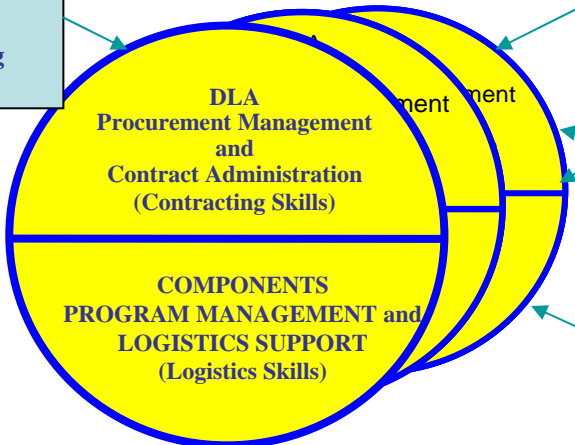 DLA
Procurement Management
and
Contract Administration
(Contracting Skills)
COMPONENTS
PROGRAM MANAGEMENT and
LOGISTICS SUPPORT
(Logistics Skills)